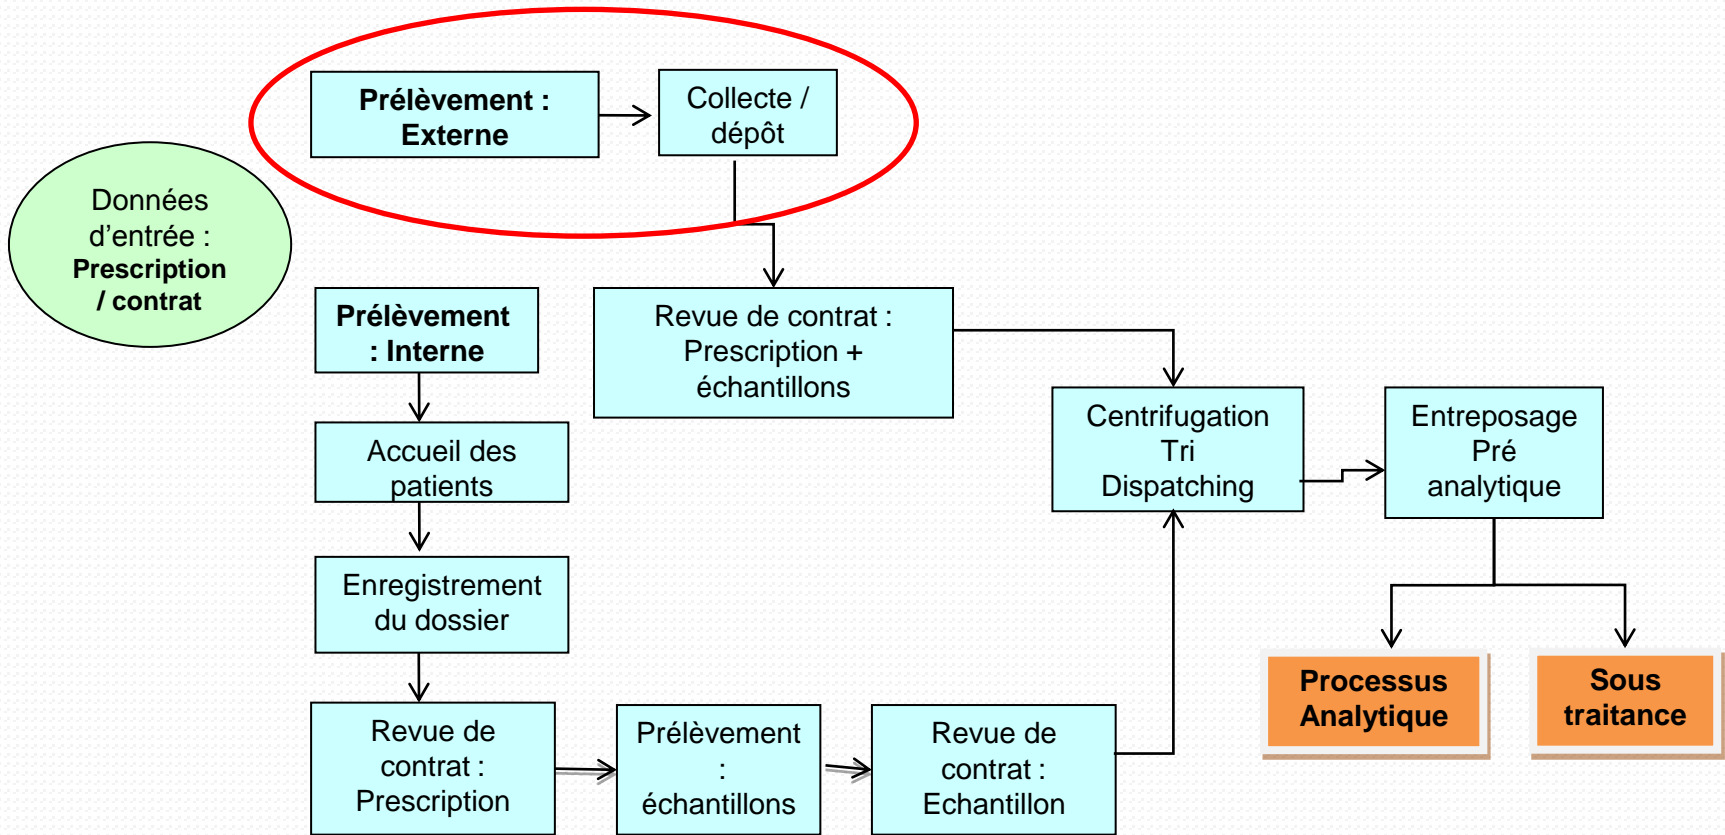 Prélèvement :
Externe
Collecte /
dépôt
Données
d’entrée :
Prescription
/ contrat
Prélèvement
: Interne
Revue de contrat :
Prescription +
échantillons
Accueil des
patients
Centrifugation
Tri
Dispatching
Entreposage
Pré
analytique
Enregistrement
du dossier
Processus
Analytique
Sous
traitance
Revue de
contrat :
Prescription
Prélèvement
:
échantillons
Revue de
contrat :
Echantillon